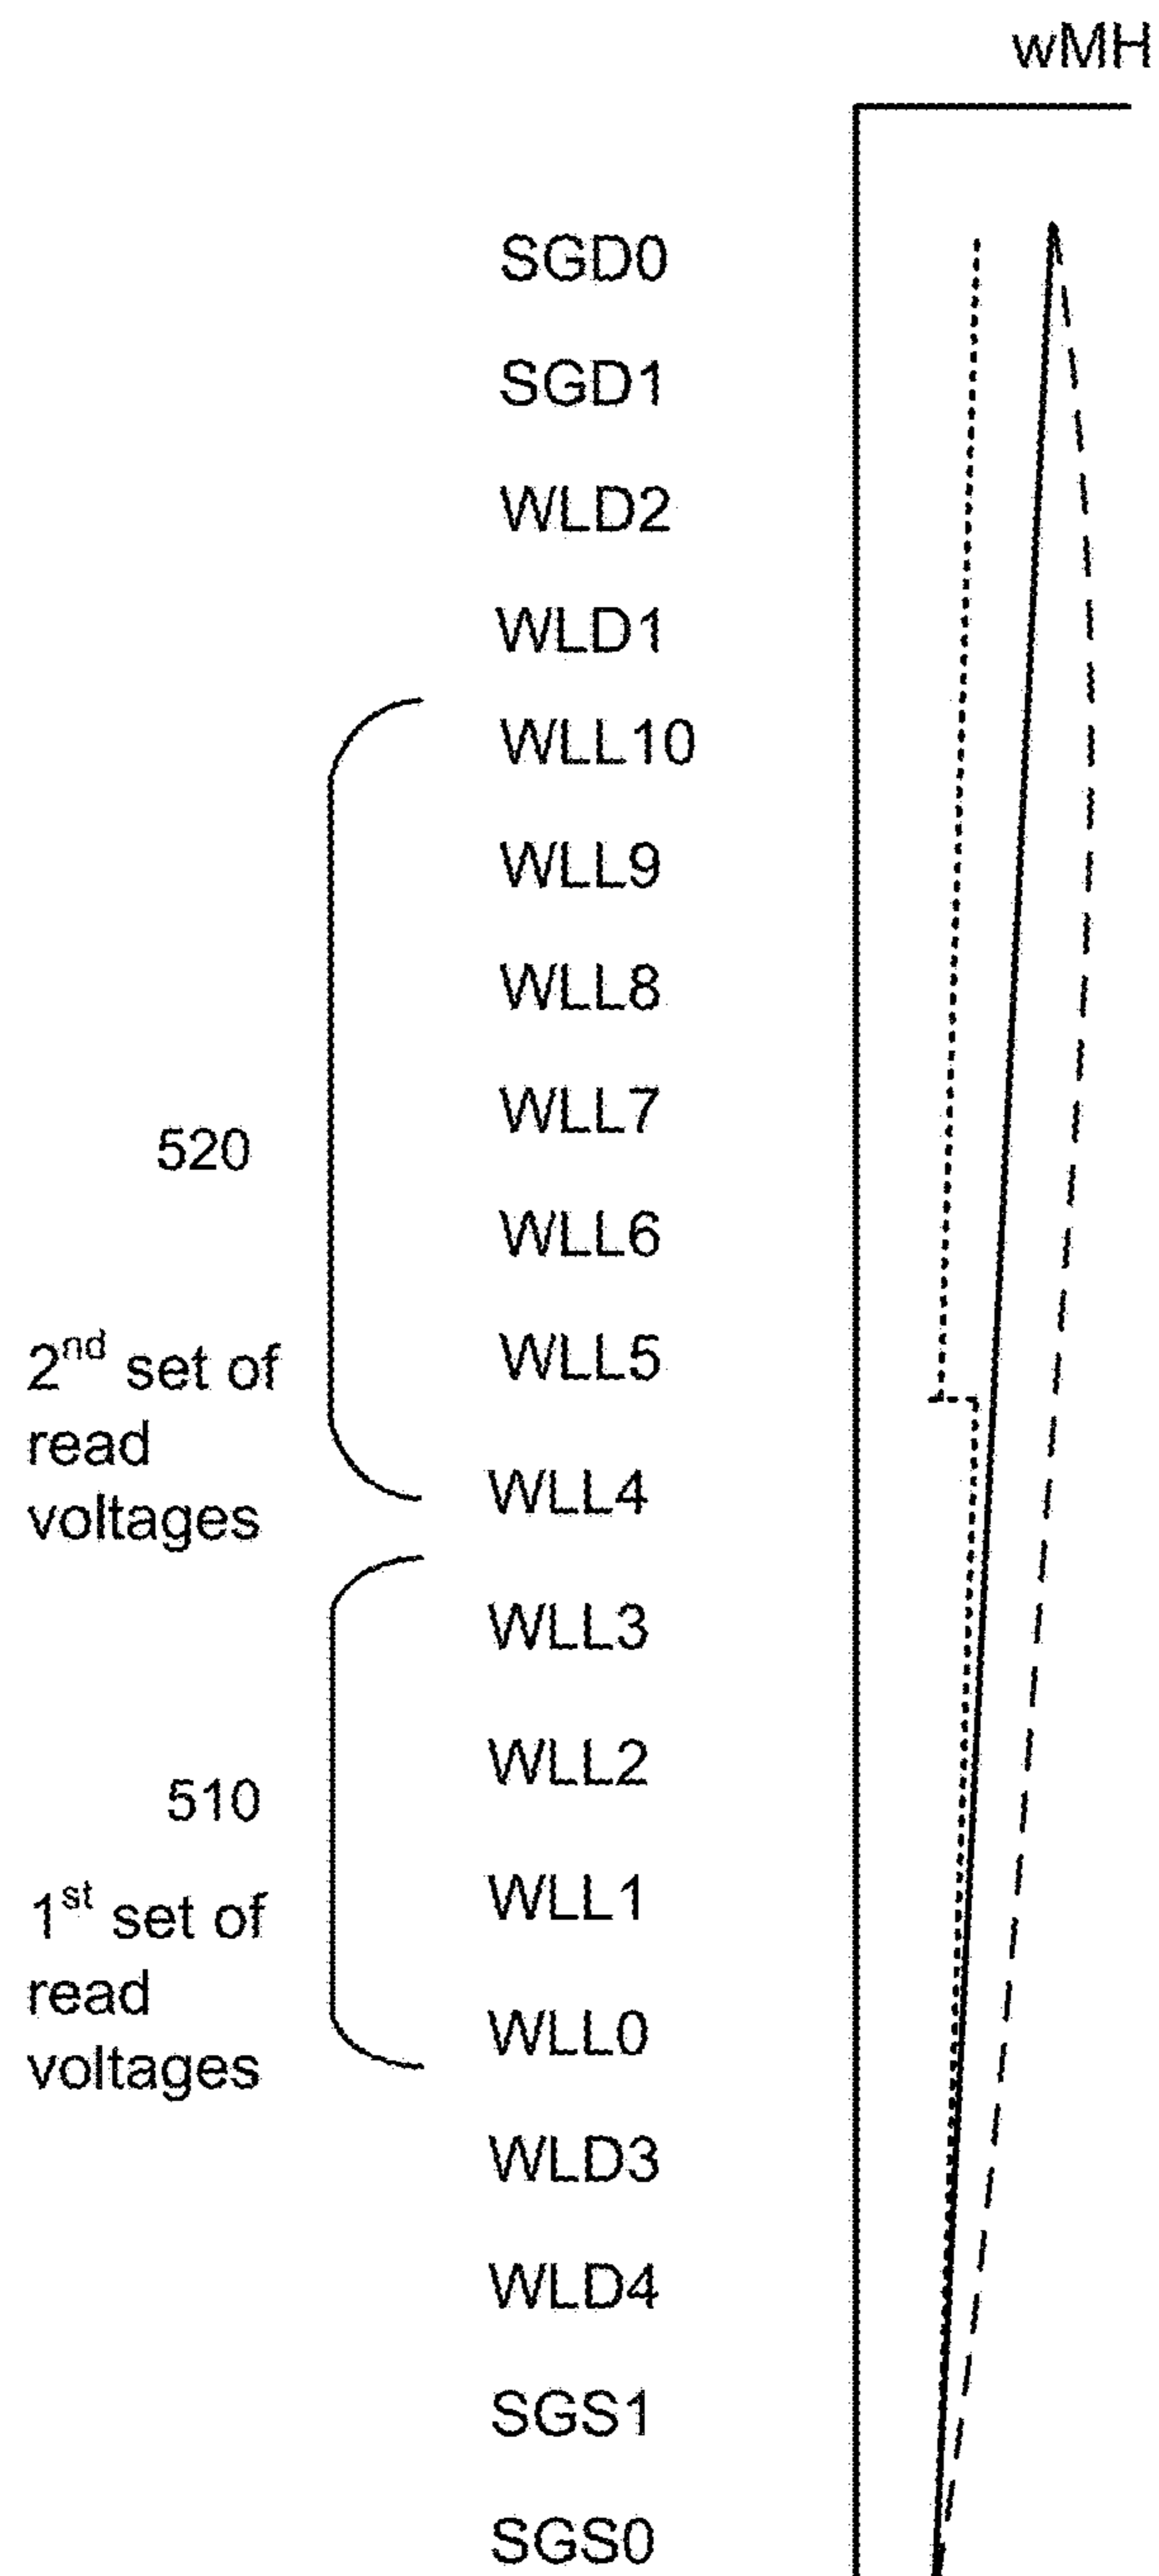 wMH
SGD0
SGD1
WLD2
WLD1
WLL10
WLL9
WLL8
WLL7
520
WLL6
2nd set of
read
voltages
WLL5
WLL4
WLL3
WLL2
510
1st set of
read
voltages
WLL1
WLL0
WLD3
WLD4
SGS1
SGS0